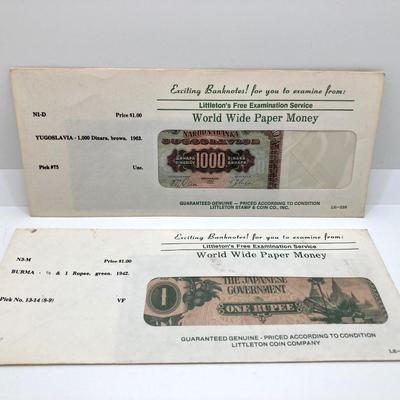 Exciting Banknotes! for you to examine from:
Littleton's Free Examination Service
World Wide Paper Money
N1-D Price $1.00
YUGOSLAVIA - 1,000 Dinara, brown. 1963.
Pick #75 Unc.
NARODNA BANKA
1000
GUARANTEED GENUINE - PRICED ACCORDING TO CONDITION
LITTLETON STAMP & COIN CO., INC.
Exciting Banknotes! for you to examine from:
Littleton's Free Examination Service
World Wide Paper Money
N3-M Price $1.00
BURMA - ½ & 1 Rupee, green. 1942.
Pick No. 13-14 (8-9) VF
THE JAPANESE
GOVERNMENT
1
ONE RUPEE
GUARANTEED GENUINE - PRICED ACCORDING TO CONDITION
LITTLETON COIN COMPANY